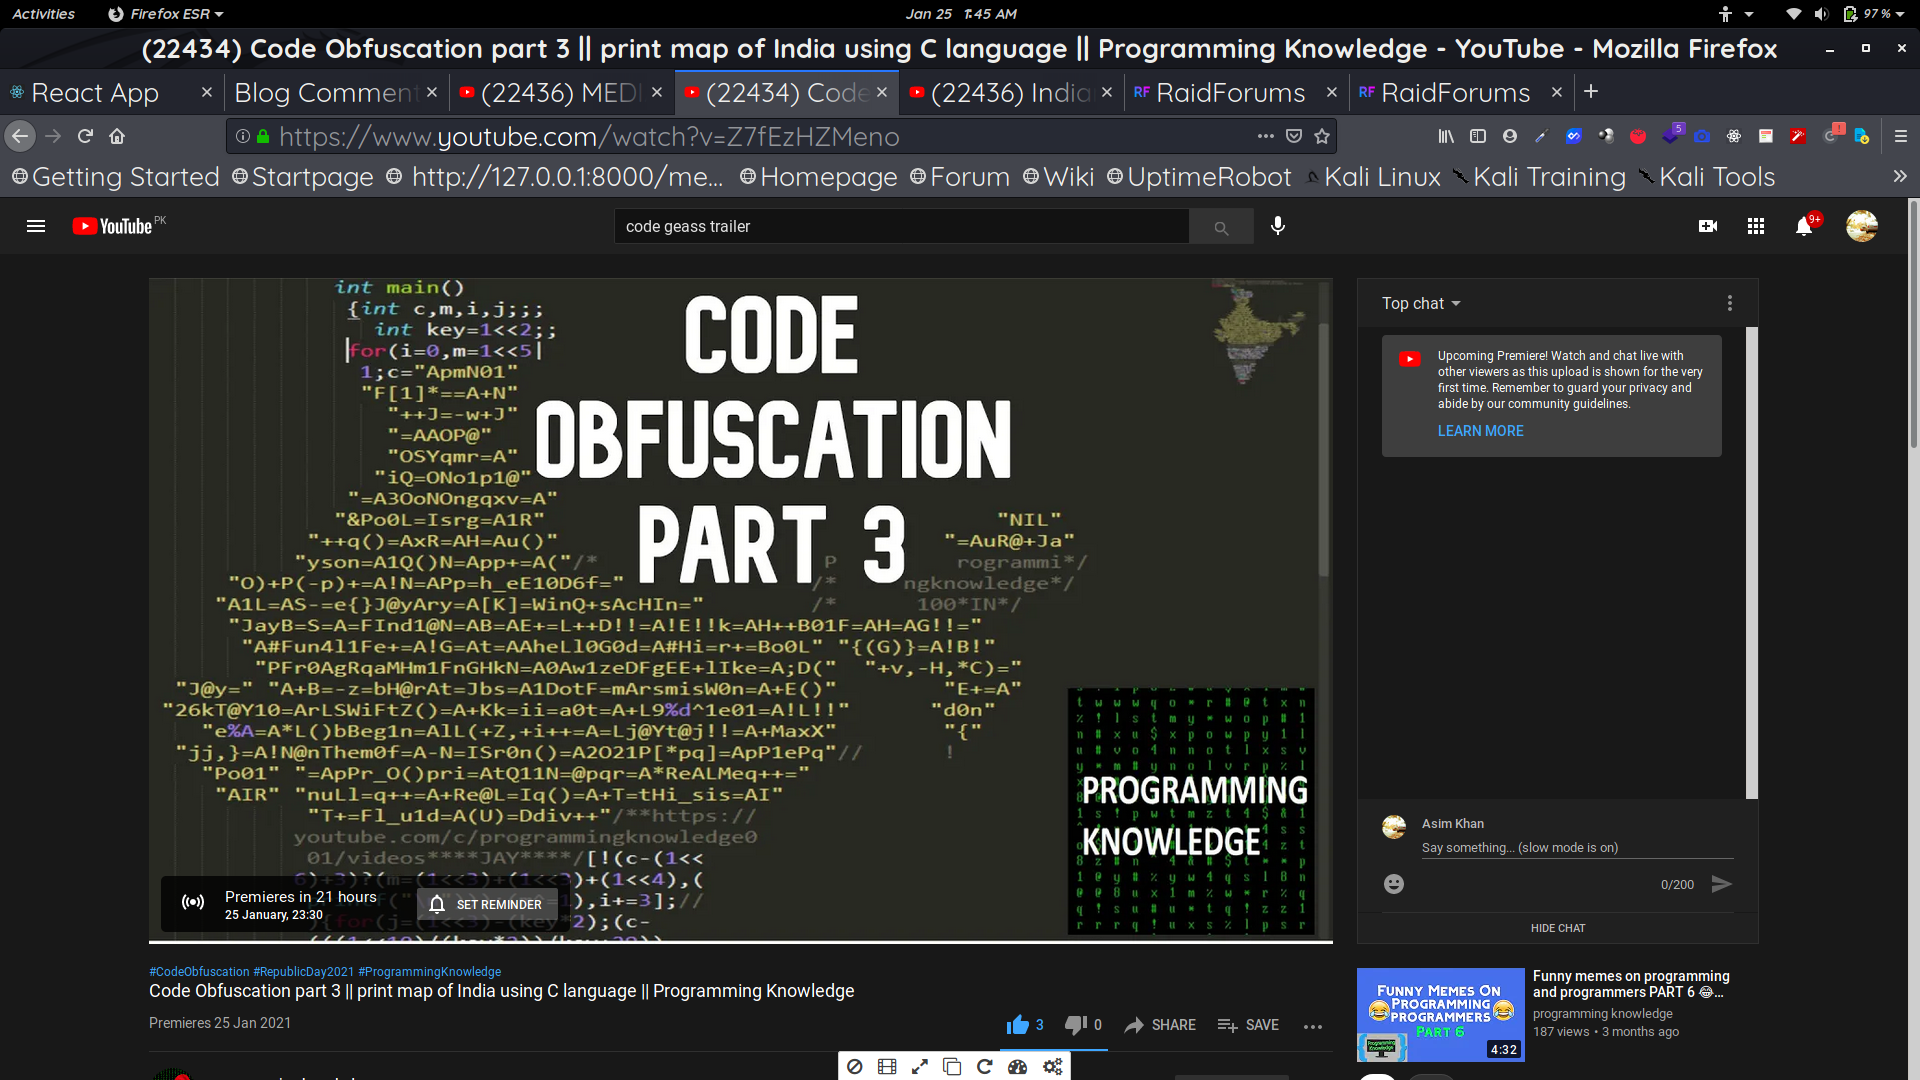 Activities Firefox ESR Jan 25 1:45 AM 97 %
(22434) Code Obfuscation part 3 || print map of India using C language || Programming Knowledge - YouTube - Mozilla Firefox
React App Blog Comment (22436) MEDI (22434) Code (22436) India RaidForums RaidForums
https://www.youtube.com/watch?v=Z7fEzHZMeno
Getting Started Startpage http://127.0.0.1:8000/me... Homepage Forum Wiki UptimeRobot Kali Linux Kali Training Kali Tools
YouTube PK code geass trailer 9+
int main()
{int c,m,i,j;;;
int key=1<<2;;
for(i=0,m=1<<5|
1;c="ApmN01"
"F[1]*==A+N"
"++J=-w+J"
"=AAOP@"
"OSYqmr=A"
"iQ=ONo1p1@"
"=A3OoNOngqxv=A"
"&Po0L=Isrg=A1R" "NIL"
"++q()=AxR=AH=Au()" "=AuR@+Ja"
"yson=A1Q()N=App+=A("/* P rogrammi*/
"O)+P(-p)+=A!N=APp=h_eE10D6f=" /* ngknowledge*/
"A1L=AS-=e{}J@yAry=A[K]=WinQ+sAcHIn=" /* 100*IN*/
"JayB=S=A=FInd1@N=AB=AE+=L++D!!=A!E!!k=AH++B01F=AH=AG!!="
"A#Fun4l1Fe+=A!G=At=AAheLl0G0d=A#Hi=r+=Bo0L" "{(G)}=A!B!"
"PFr0AgRqaMHm1FnGHkN=A0Aw1zeDFgEE+lIke=A;D(" "+v,-H,*C)="
"J@y=" "A+B=-z=bH@rAt=Jbs=A1DotF=mArsmisW0n=A+E()" "E+=A"
"26kT@Y10=ArLSWiFtZ()=A+Kk=ii=a0t=A+L9%d^1e01=A!L!!" "d0n"
"e%A=A*L()bBeg1n=AlL(+Z,+i++=A=Lj@Yt@j!!=A+MaxX" "{"
"jj,}=A!N@nThem0f=A-N=ISr0n()=A2O21P[*pq]=ApP1ePq"// !
"Po01" "=ApPr_O()pri=AtQ11N=@pqr=A*ReALMeq++="
"AIR" "nuLl=q++=A+Re@L=Iq()=A+T=tHi_sis=AI"
"T+=Fl_u1d=A(U)=Ddiv++"/**https://
youtube.com/c/programmingknowledge0
01/videos****JAY****/[!(c-(1<<
6)+3)?(m=(1<<3)+(1<<3)+(1<<4),(
),i+=3];//
){for(j=(1<<3)-(key*2);(c-
CODE
OBFUSCATION
PART 3
PROGRAMMING
KNOWLEDGE
Premieres in 21 hours
25 January, 23:30
SET REMINDER
Top chat
Upcoming Premiere! Watch and chat live with
other viewers as this upload is shown for the very
first time. Remember to guard your privacy and
abide by our community guidelines.
LEARN MORE
Asim Khan
Say something... (slow mode is on)
0/200
HIDE CHAT
#CodeObfuscation #RepublicDay2021 #ProgrammingKnowledge
Code Obfuscation part 3 || print map of India using C language || Programming Knowledge
Premieres 25 Jan 2021
3 0 SHARE SAVE
FUNNY MEMES ON
PROGRAMMING
PROGRAMMERS
PART 6
4:32
Funny memes on programming
and programmers PART 6 😂...
programming knowledge
187 views • 3 months ago